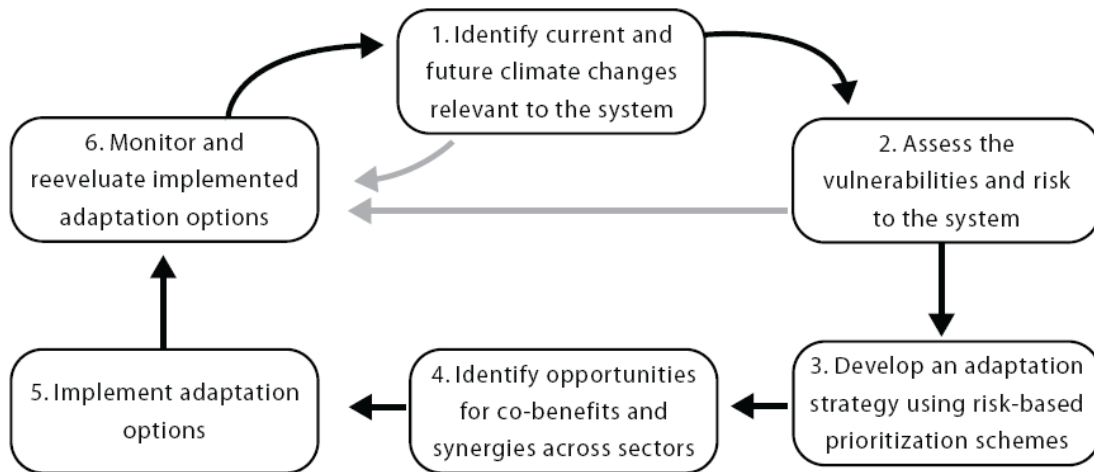 1. Identify current and
future climate changes
relevant to the system
2. Assess the
vulnerabilities and risk
to the system
3. Develop an adaptation
strategy using risk-based
prioritization schemes
4. Identify opportunities
for co-benefits and
synergies across sectors
5. Implement adaptation
options
6. Monitor and
reeveluate implemented
adaptation options